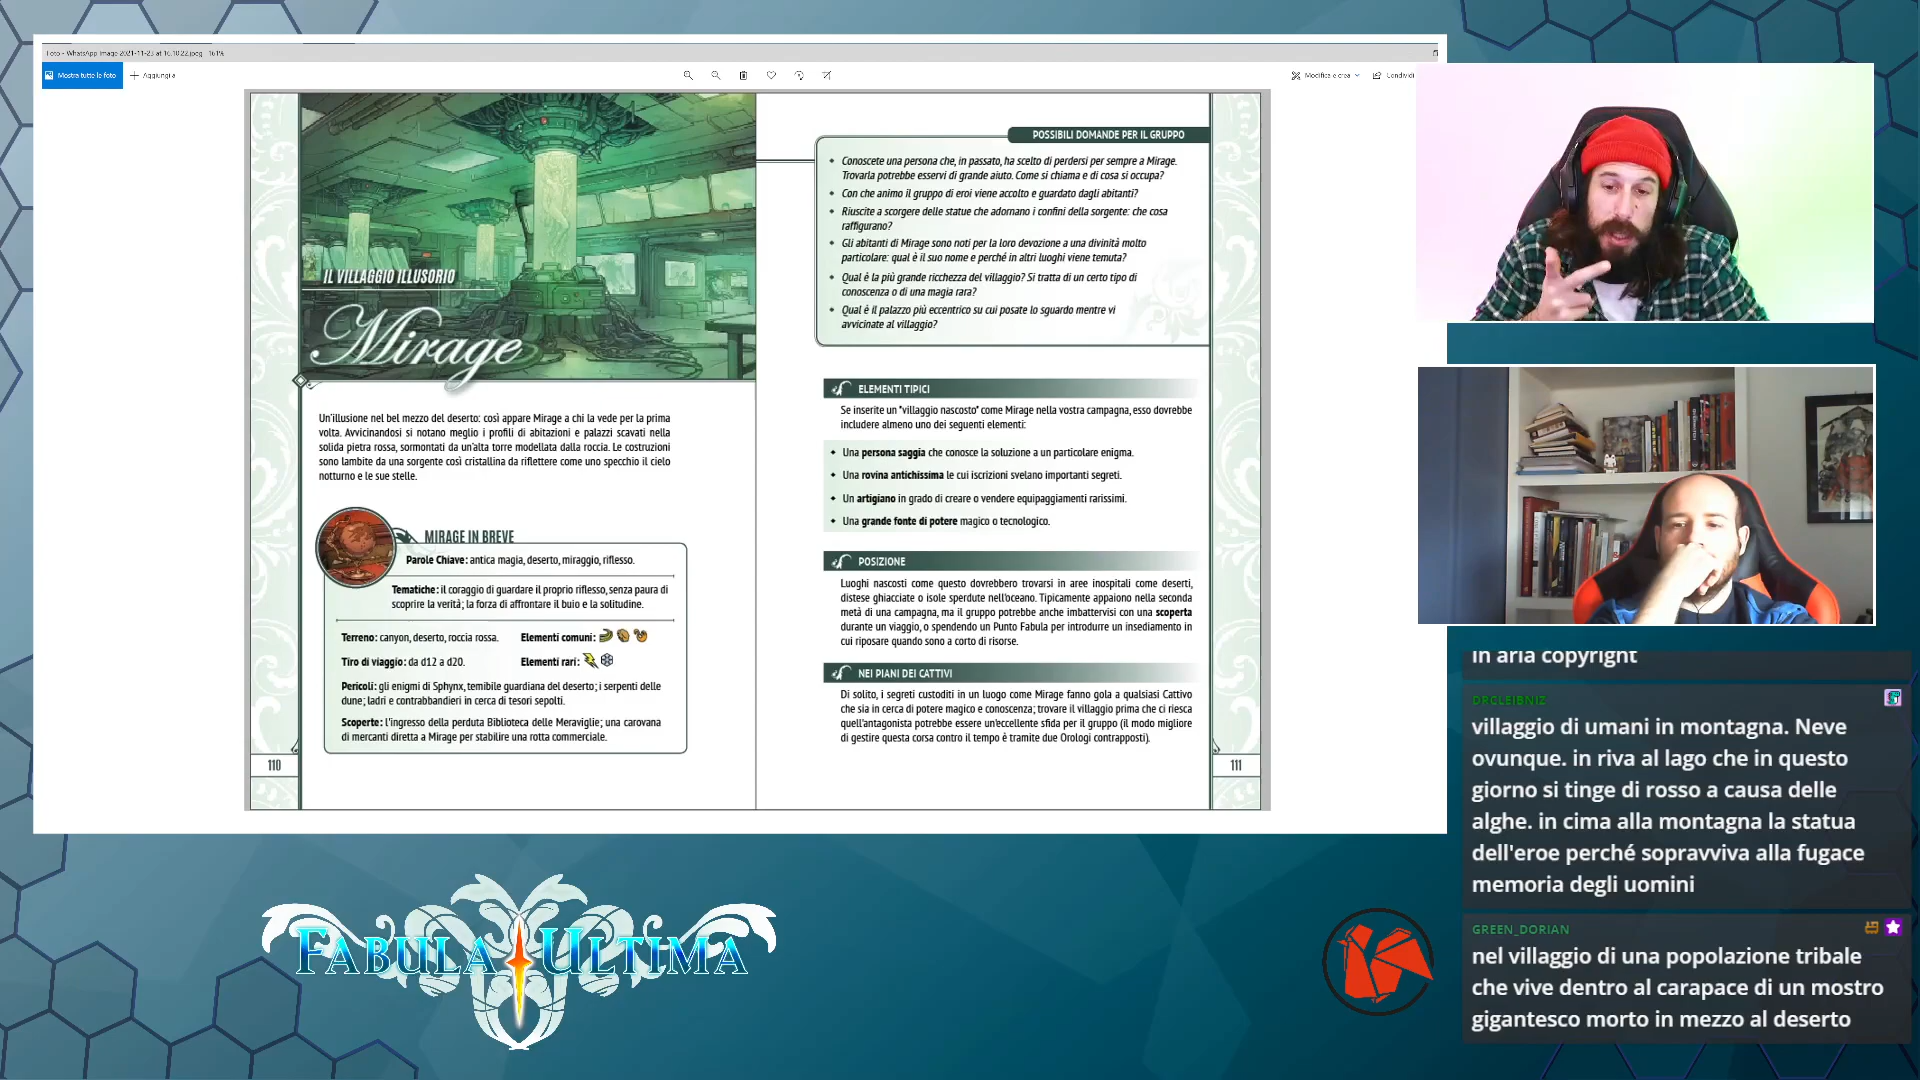 Foto - WhatsApp Image 2021-11-23 at 16.10.22.jpeg - 161%
Mostra tutte le foto
Aggiungi a
Modifica e crea
Condividi
IL VILLAGGIO ILLUSORIO
Mirage
Un'illusione nel bel mezzo del deserto: così appare Mirage a chi la vede per la prima
volta. Avvicinandosi si notano meglio i profili di abitazioni e palazzi scavati nella
solida pietra rossa, sormontati da un'alta torre modellata dalla roccia. Le costruzioni
sono lambite da una sorgente così cristallina da riflettere come uno specchio il cielo
notturno e le sue stelle.
MIRAGE IN BREVE
Parole Chiave: antica magia, deserto, miraggio, riflesso.
Tematiche: il coraggio di guardare il proprio riflesso, senza paura di
scoprire la verità; la forza di affrontare il buio e la solitudine.
Terreno: canyon, deserto, roccia rossa.
Elementi comuni:
Tiro di viaggio: da d12 a d20.
Elementi rari:
Pericoli: gli enigmi di Sphynx, temibile guardiana del deserto; i serpenti delle
dune; ladri e contrabbandieri in cerca di tesori sepolti.
Scoperte: l'ingresso della perduta Biblioteca delle Meraviglie; una carovana
di mercanti diretta a Mirage per stabilire una rotta commerciale.
110
POSSIBILI DOMANDE PER IL GRUPPO
Conoscete una persona che, in passato, ha scelto di perdersi per sempre a Mirage.
Trovarla potrebbe esservi di grande aiuto. Come si chiama e di cosa si occupa?
Con che animo il gruppo di eroi viene accolto e guardato dagli abitanti?
Riuscite a scorgere delle statue che adornano i confini della sorgente: che cosa
raffigurano?
Gli abitanti di Mirage sono noti per la loro devozione a una divinità molto
particolare: qual è il suo nome e perché in altri luoghi viene temuta?
Qual è la più grande ricchezza del villaggio? Si tratta di un certo tipo di
conoscenza o di una magia rara?
Qual è il palazzo più eccentrico su cui posate lo sguardo mentre vi
avvicinate al villaggio?
ELEMENTI TIPICI
Se inserite un "villaggio nascosto" come Mirage nella vostra campagna, esso dovrebbe
includere almeno uno dei seguenti elementi:
Una persona saggia che conosce la soluzione a un particolare enigma.
Una rovina antichissima le cui iscrizioni svelano importanti segreti.
Un artigiano in grado di creare o vendere equipaggiamenti rarissimi.
Una grande fonte di potere magico o tecnologico.
POSIZIONE
Luoghi nascosti come questo dovrebbero trovarsi in aree inospitali come deserti,
distese ghiacciate o isole sperdute nell'oceano. Tipicamente appaiono nella seconda
metà di una campagna, ma il gruppo potrebbe anche imbattervisi con una scoperta
durante un viaggio, o spendendo un Punto Fabula per introdurre un insediamento in
cui riposare quando sono a corto di risorse.
NEI PIANI DEI CATTIVI
Di solito, i segreti custoditi in un luogo come Mirage fanno gola a qualsiasi Cattivo
che sia in cerca di potere magico e conoscenza; trovare il villaggio prima che ci riesca
quell'antagonista potrebbe essere un'eccellente sfida per il gruppo (il modo migliore
di gestire questa corsa contro il tempo è tramite due Orologi contrapposti).
111
in aria copyright
DRCLEIBNIZ
villaggio di umani in montagna. Neve
ovunque. in riva al lago che in questo
giorno si tinge di rosso a causa delle
alghe. in cima alla montagna la statua
dell'eroe perché sopravviva alla fugace
memoria degli uomini
GREEN_DORIAN
nel villaggio di una popolazione tribale
che vive dentro al carapace di un mostro
gigantesco morto in mezzo al deserto
FABULA ULTIMA